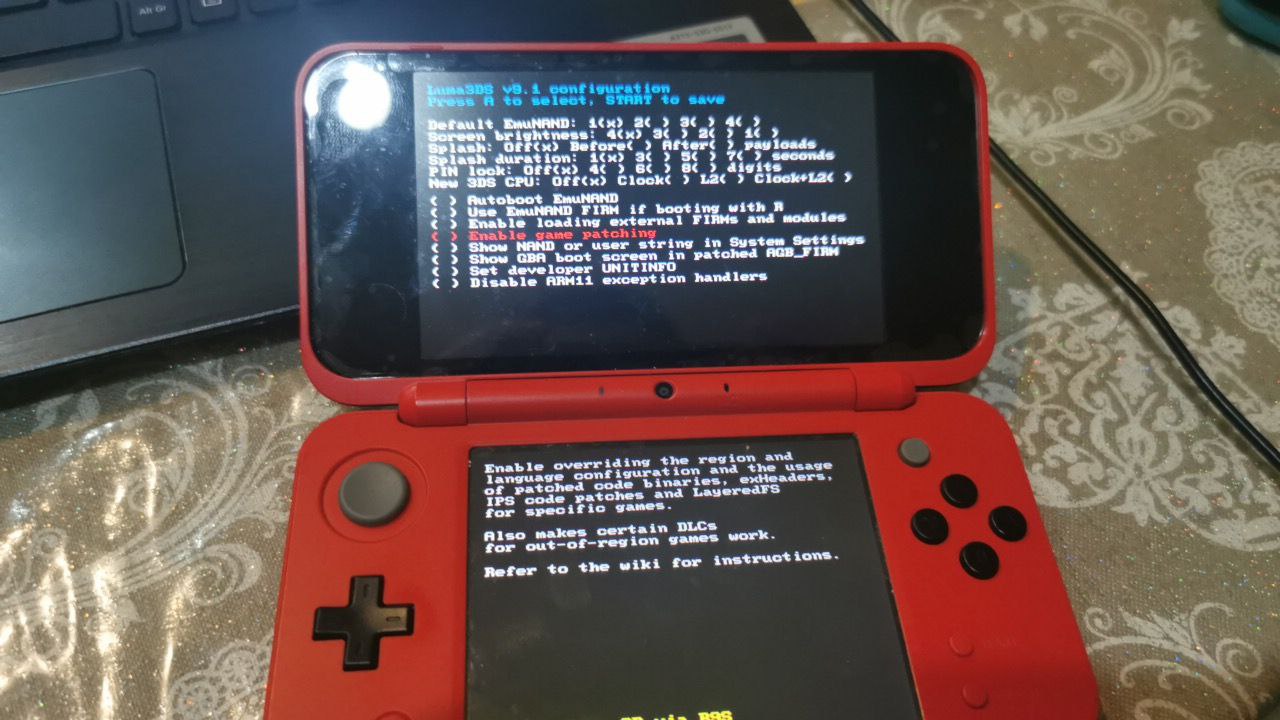 Alt Gr
Luma3DS v9.1 configuration
Press A to select, START to save
Default EmuNAND: 1(x) 2( ) 3( ) 4( )
Screen brightness: 4(x) 3( ) 2( ) 1( )
Splash: Off(x) Before( ) After( ) payloads
Splash duration: 1(x) 3( ) 5( ) 7( ) seconds
PIN lock: Off(x) 4( ) 6( ) 8( ) digits
New 3DS CPU: Off(x) Clock( ) L2( ) Clock+L2( )
( ) Autoboot EmuNAND
( ) Use EmuNAND FIRM if booting with R
( ) Enable loading external FIRMs and modules
( ) Enable game patching
( ) Show NAND or user string in System Settings
( ) Show GBA boot screen in patched AGB_FIRM
( ) Set developer UNITINFO
( ) Disable ARM11 exception handlers
Enable overriding the region and
language configuration and the usage
of patched code binaries, exHeaders,
IPS code patches and LayeredFS
for specific games.
Also makes certain DLCs
for out-of-region games work.
Refer to the wiki for instructions.
via B9S